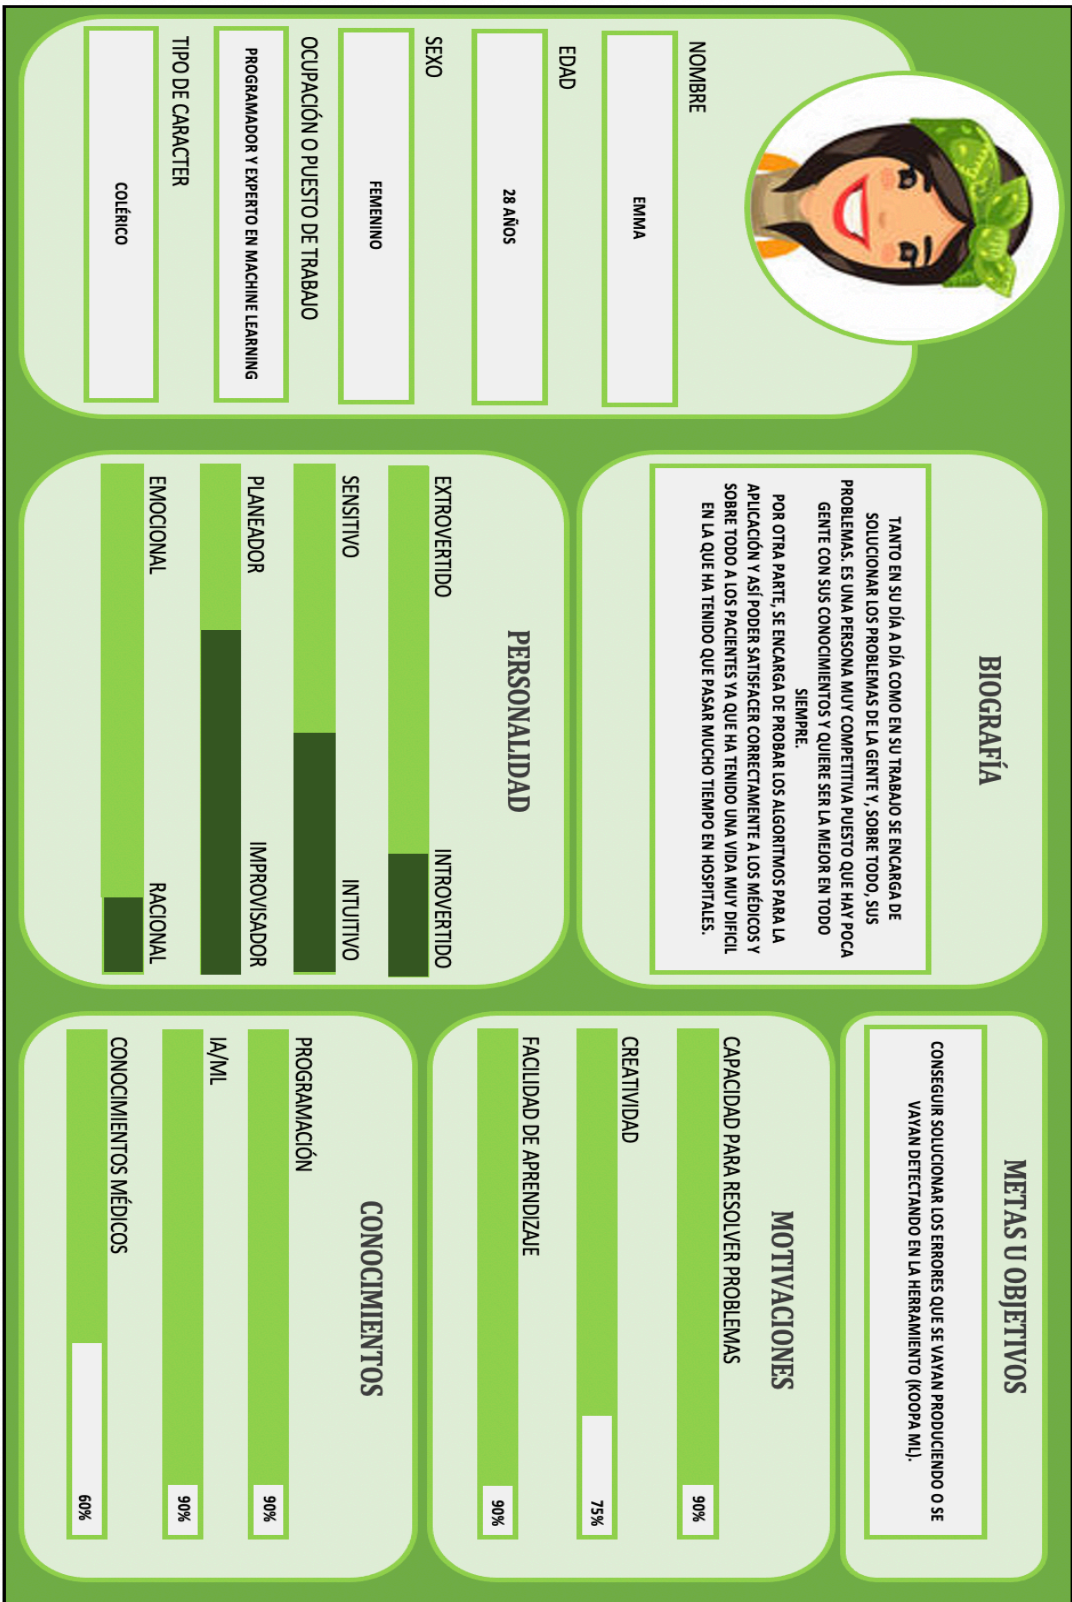 NOMBRE
EMMA
EDAD
28 AÑOS
SEXO
FEMENINO
OCUPACIÓN O PUESTO DE TRABAJO
PROGRAMADOR Y EXPERTO EN MACHINE LEARNING
TIPO DE CARACTER
COLÉRICO
BIOGRAFÍA
TANTO EN SU DÍA A DÍA COMO EN SU TRABAJO SE ENCARGA DE
SOLUCIONAR LOS PROBLEMAS DE LA GENTE Y, SOBRE TODO, SUS
PROBLEMAS. ES UNA PERSONA MUY COMPETITIVA PUESTO QUE HAY POCA
GENTE CON SUS CONOCIMIENTOS Y QUIERE SER LA MEJOR EN TODO
SIEMPRE.
POR OTRA PARTE, SE ENCARGA DE PROBAR LOS ALGORITMOS PARA LA
APLICACIÓN Y ASÍ PODER SATISFACER CORRECTAMENTE A LOS MÉDICOS Y
SOBRE TODO A LOS PACIENTES YA QUE HA TENIDO UNA VIDA MUY DIFICIL
EN LA QUE HA TENIDO QUE PASAR MUCHO TIEMPO EN HOSPITALES.
PERSONALIDAD
EXTROVERTIDO INTROVERTIDO
SENSITIVO INTUITIVO
PLANEADOR IMPROVISADOR
EMOCIONAL RACIONAL
METAS U OBJETIVOS
CONSEGUIR SOLUCIONAR LOS ERRORES QUE SE VAYAN PRODUCIENDO O SE
VAYAN DETECTANDO EN LA HERRAMIENTO (KOOPA ML).
MOTIVACIONES
CAPACIDAD PARA RESOLVER PROBLEMAS
90%
CREATIVIDAD
75%
FACILIDAD DE APRENDIZAJE
90%
CONOCIMIENTOS
PROGRAMACIÓN
90%
IA/ML
90%
CONOCIMIENTOS MÉDICOS
60%